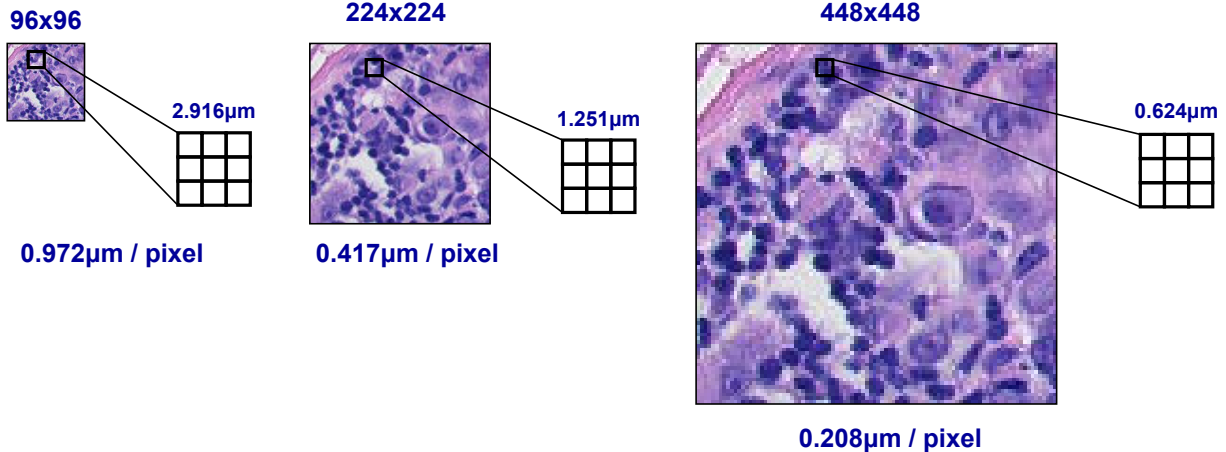 96x96
224x224
448x448
2.916µm
1.251µm
0.624µm
0.972µm / pixel
0.417µm / pixel
0.208µm / pixel